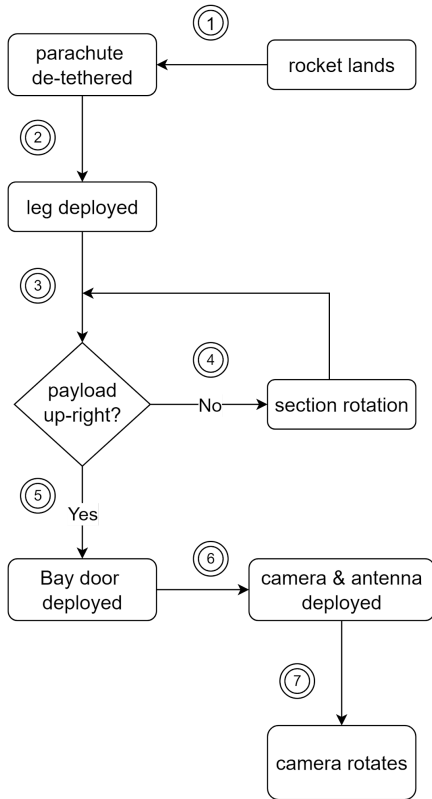 1
parachute
de-tethered
rocket lands
2
leg deployed
3
4
payload
up-right?
No
section rotation
5
Yes
6
Bay door
deployed
camera & antenna
deployed
7
camera rotates